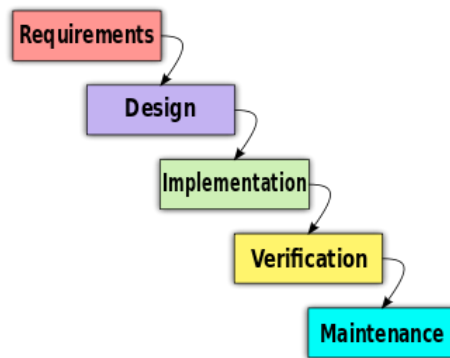 Requirements
Design
Implementation
Verification
Maintenance